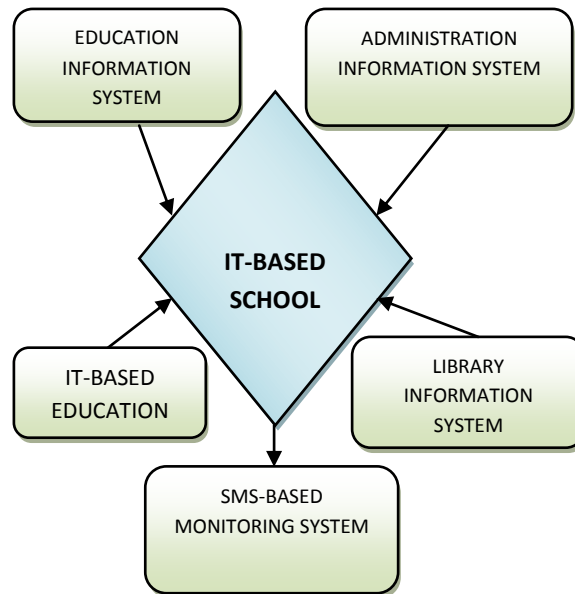 EDUCATION
INFORMATION
SYSTEM
ADMINISTRATION
INFORMATION SYSTEM
IT-BASED
SCHOOL
IT-BASED
EDUCATION
LIBRARY
INFORMATION
SYSTEM
SMS-BASED
MONITORING SYSTEM